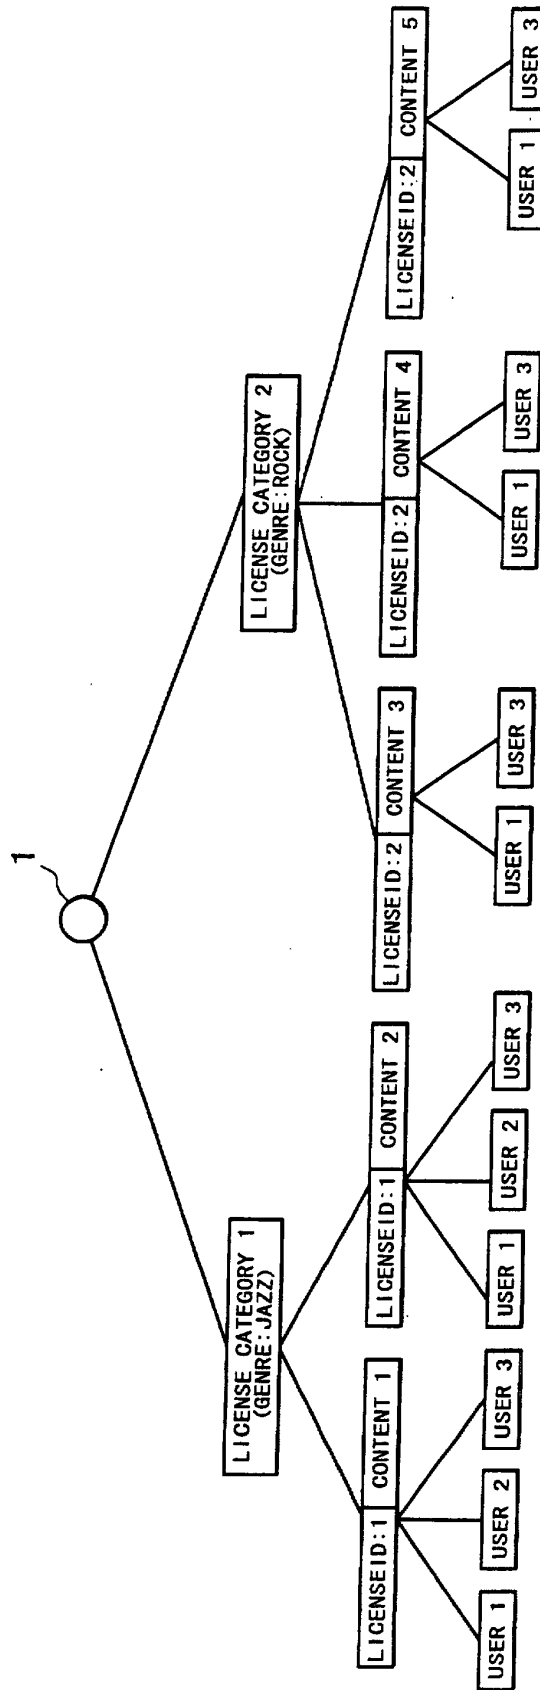 1
LICENSE CATEGORY 1
(GENRE:JAZZ)
LICENSE CATEGORY 2
(GENRE:ROCK)
LICENSEID:1 CONTENT 1
LICENSEID:1 CONTENT 2
LICENSEID:2 CONTENT 3
LICENSEID:2 CONTENT 4
LICENSEID:2 CONTENT 5
USER 1
USER 2
USER 3
USER 1
USER 2
USER 3
USER 1
USER 3
USER 1
USER 3
USER 1
USER 3